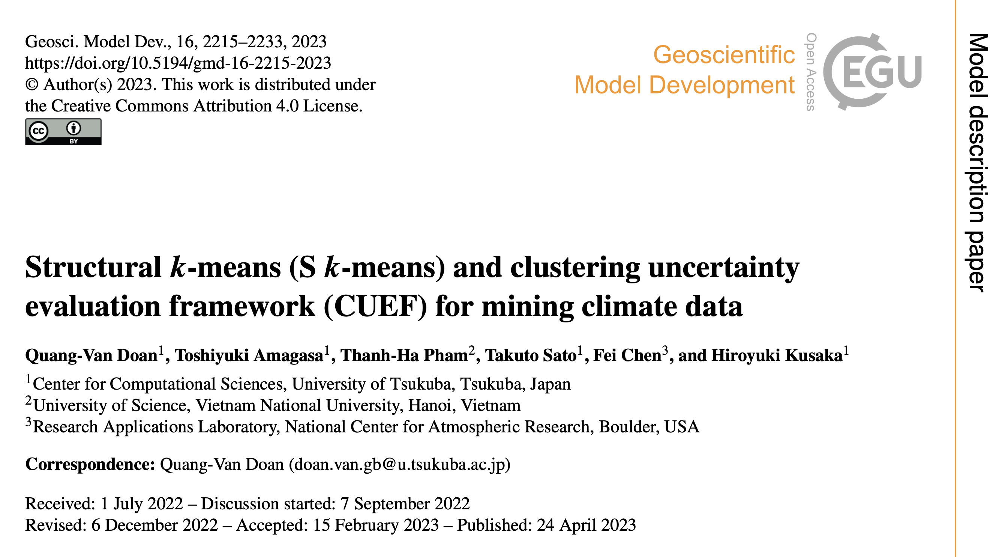 Geosci. Model Dev., 16, 2215–2233, 2023
https://doi.org/10.5194/gmd-16-2215-2023
© Author(s) 2023. This work is distributed under
the Creative Commons Attribution 4.0 License.
cc
BY
Geoscientific
Model Development
Open Access
EGU
Model description paper
Structural k-means (S k-means) and clustering uncertainty
evaluation framework (CUEF) for mining climate data
Quang-Van Doan¹, Toshiyuki Amagasa¹, Thanh-Ha Pham², Takuto Sato¹, Fei Chen³, and Hiroyuki Kusaka¹
¹Center for Computational Sciences, University of Tsukuba, Tsukuba, Japan
²University of Science, Vietnam National University, Hanoi, Vietnam
³Research Applications Laboratory, National Center for Atmospheric Research, Boulder, USA
Correspondence: Quang-Van Doan (doan.van.gb@u.tsukuba.ac.jp)
Received: 1 July 2022 – Discussion started: 7 September 2022
Revised: 6 December 2022 – Accepted: 15 February 2023 – Published: 24 April 2023